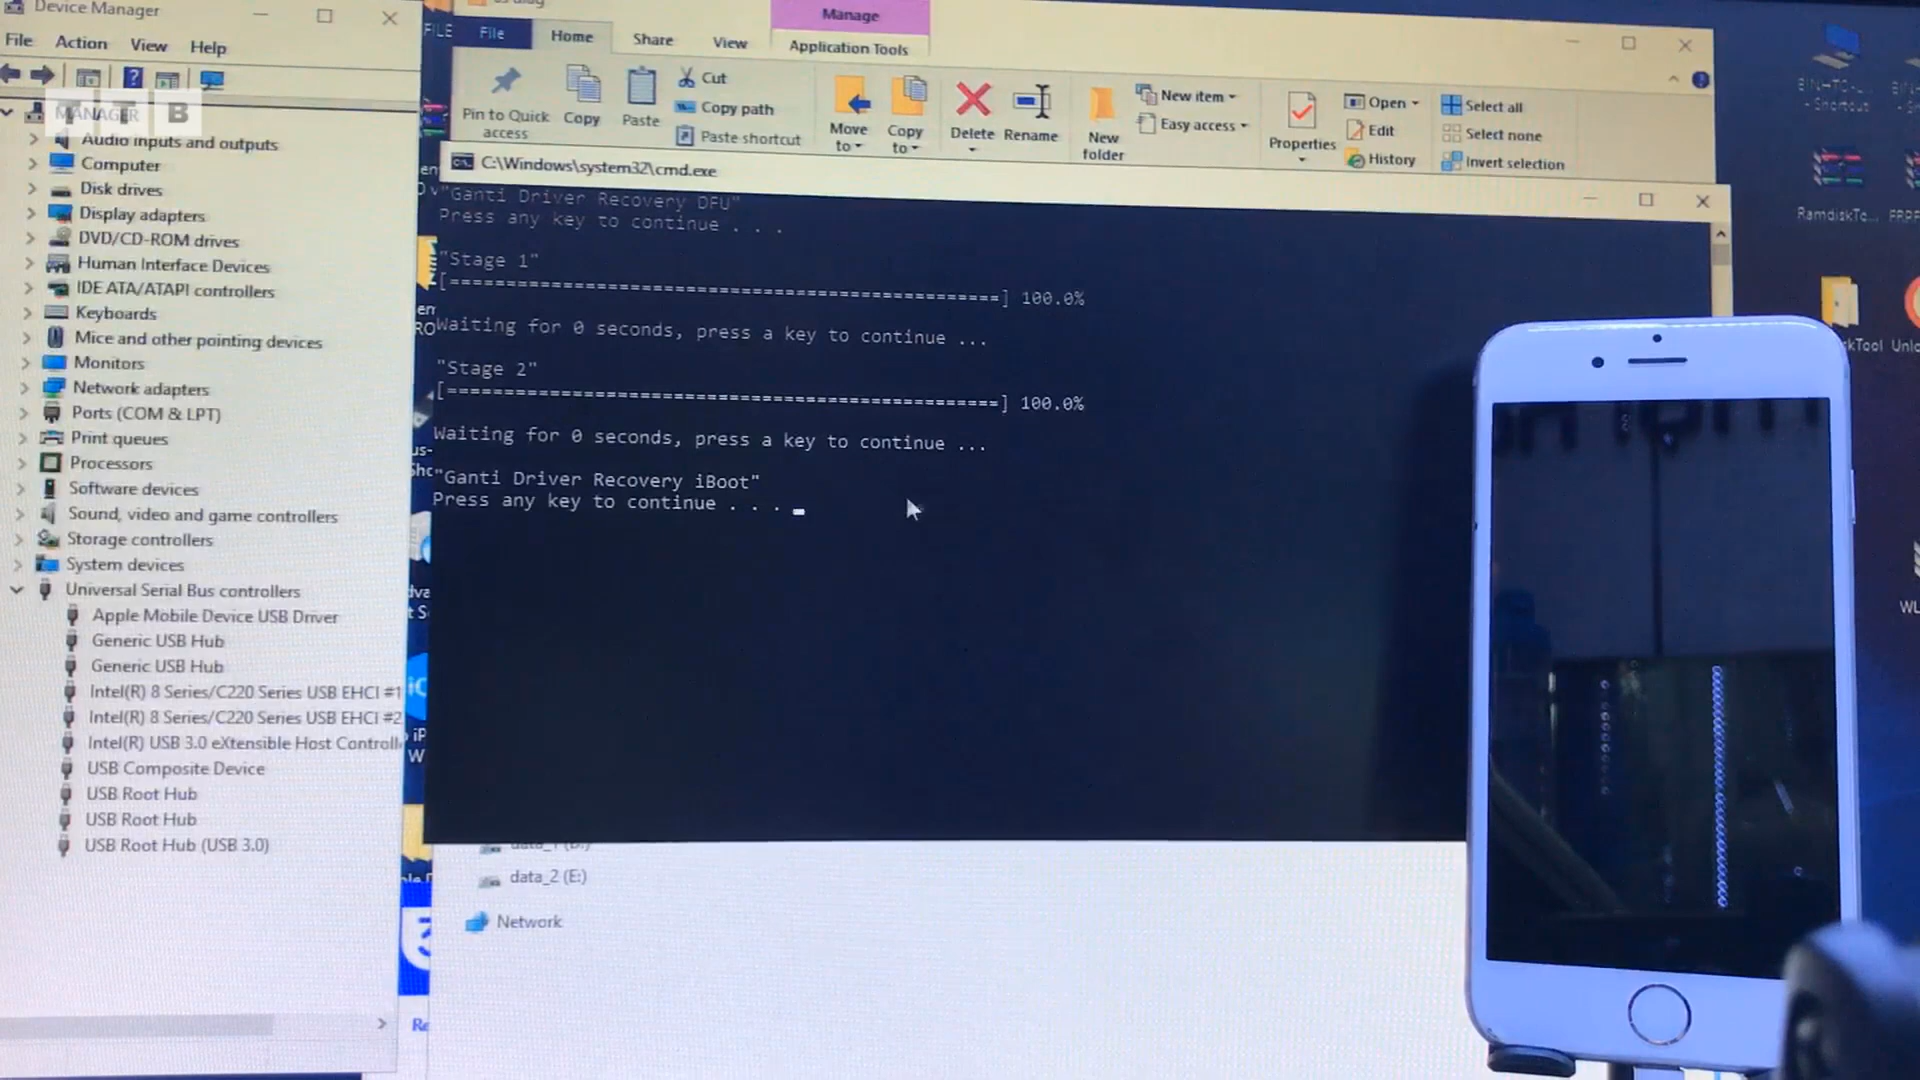 Device Manager
File Action View Help
TTB
MANAGER
Audio inputs and outputs
Computer
Disk drives
Display adapters
DVD/CD-ROM drives
Human Interface Devices
IDE ATA/ATAPI controllers
Keyboards
Mice and other pointing devices
Monitors
Network adapters
Ports (COM & LPT)
Print queues
Processors
Software devices
Sound, video and game controllers
Storage controllers
System devices
Universal Serial Bus controllers
Apple Mobile Device USB Driver
Generic USB Hub
Generic USB Hub
Intel(R) 8 Series/C220 Series USB EHCI #1
Intel(R) 8 Series/C220 Series USB EHCI #2
Intel(R) USB 3.0 eXtensible Host Controll
USB Composite Device
USB Root Hub
USB Root Hub
USB Root Hub (USB 3.0)
Manage
File Home Share View Application Tools
Pin to Quick access
Copy
Paste
Cut
Copy path
Paste shortcut
Move to
Copy to
Delete
Rename
New folder
New item
Easy access
Properties
Open
Edit
History
Select all
Select none
Invert selection
C:\Windows\system32\cmd.exe
"Ganti Driver Recovery DFU"
Press any key to continue . . .
"Stage 1"
[=================================================] 100.0%
Waiting for 0 seconds, press a key to continue ...
"Stage 2"
[=================================================] 100.0%
Waiting for 0 seconds, press a key to continue ...
"Ganti Driver Recovery iBoot"
Press any key to continue . . .
data_2 (E:)
Network
- Shortcut